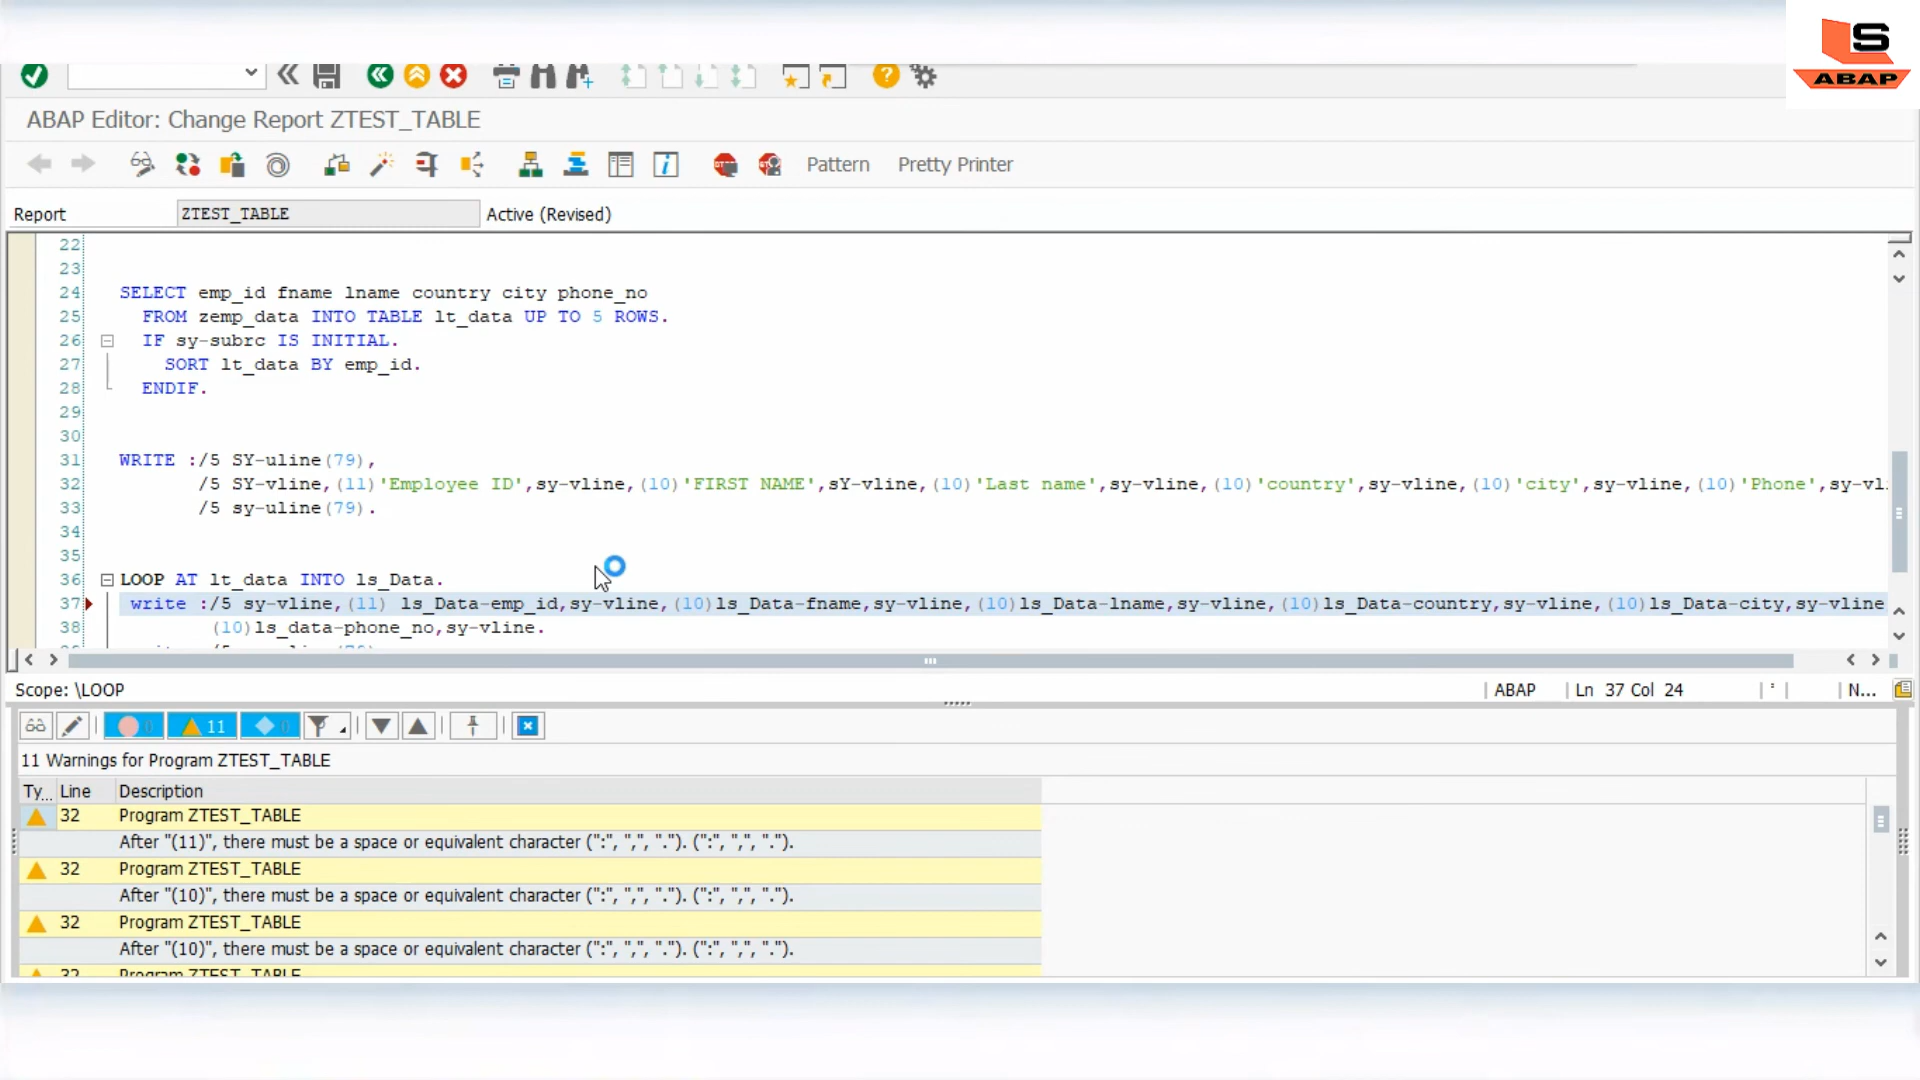 S
ABAP
ABAP Editor: Change Report ZTEST_TABLE
Pattern Pretty Printer
Report ZTEST_TABLE Active (Revised)
22
23
24 SELECT emp_id fname lname country city phone_no
25 FROM zemp_data INTO TABLE lt_data UP TO 5 ROWS.
26 IF sy-subrc IS INITIAL.
27 SORT lt_data BY emp_id.
28 ENDIF.
29
30
31 WRITE :/5 SY-uline(79),
32 /5 SY-vline,(11)'Employee ID',sy-vline,(10)'FIRST NAME',sY-vline,(10)'Last name',sy-vline,(10)'country',sy-vline,(10)'city',sy-vline,(10)'Phone',sy-vl
33 /5 sy-uline(79).
34
35
36 LOOP AT lt_data INTO ls_Data.
37 write :/5 sy-vline,(11) ls_Data-emp_id,sy-vline,(10)ls_Data-fname,sy-vline,(10)ls_Data-lname,sy-vline,(10)ls_Data-country,sy-vline,(10)ls_Data-city,sy-vline
38 (10)ls_data-phone_no,sy-vline.
Scope: \LOOP ABAP Ln 37 Col 24 N...
0 11 0
11 Warnings for Program ZTEST_TABLE
Ty... Line Description
32 Program ZTEST_TABLE
After "(11)", there must be a space or equivalent character (":", ",", "."). (":", ",", ".").
32 Program ZTEST_TABLE
After "(10)", there must be a space or equivalent character (":", ",", "."). (":", ",", ".").
32 Program ZTEST_TABLE
After "(10)", there must be a space or equivalent character (":", ",", "."). (":", ",", ".").
32 Program ZTEST_TABLE